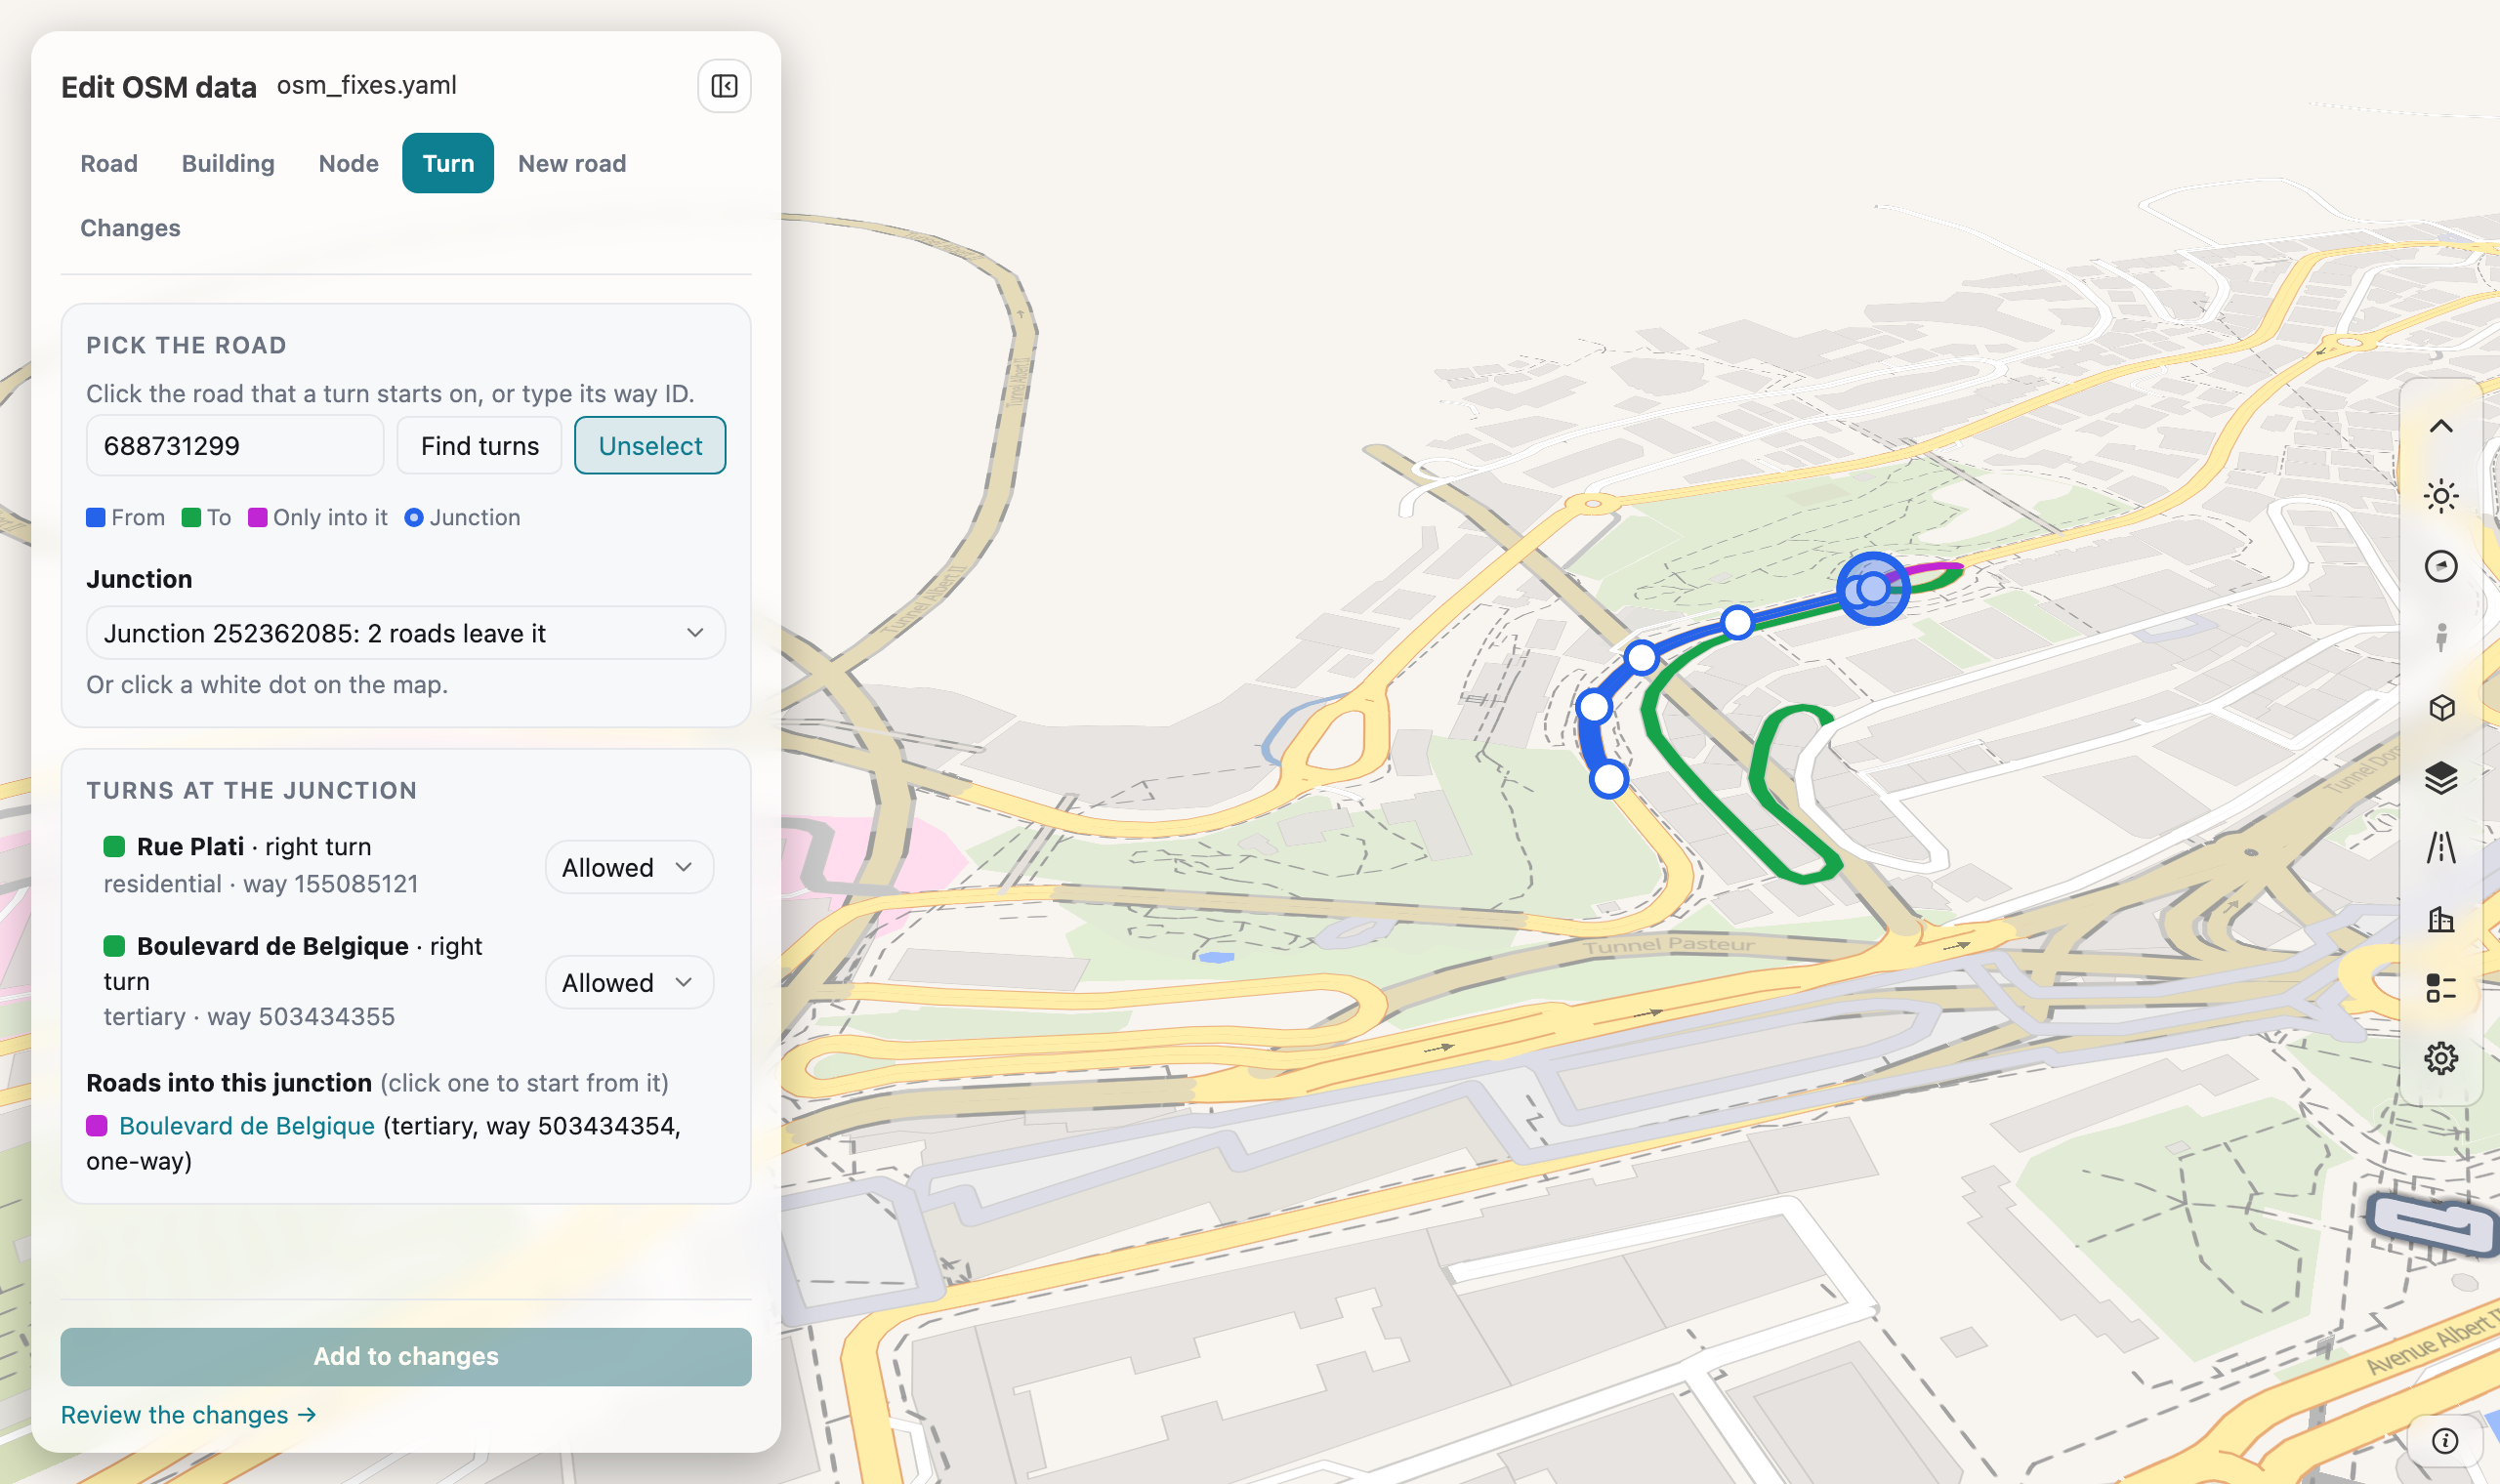 Edit OSM data osm_fixes.yaml
Road Building Node Turn New road
Changes
PICK THE ROAD
Click the road that a turn starts on, or type its way ID.
688731299 Find turns Unselect
From To Only into it Junction
Junction
Junction 252362085: 2 roads leave it
Or click a white dot on the map.
TURNS AT THE JUNCTION
Rue Plati · right turn
residential · way 155085121
Allowed
Boulevard de Belgique · right
turn
tertiary · way 503434355
Allowed
Roads into this junction (click one to start from it)
Boulevard de Belgique (tertiary, way 503434354,
one-way)
Add to changes
Review the changes →
Tunnel Albert II
Tunnel Albert II
Tunnel Pasteur